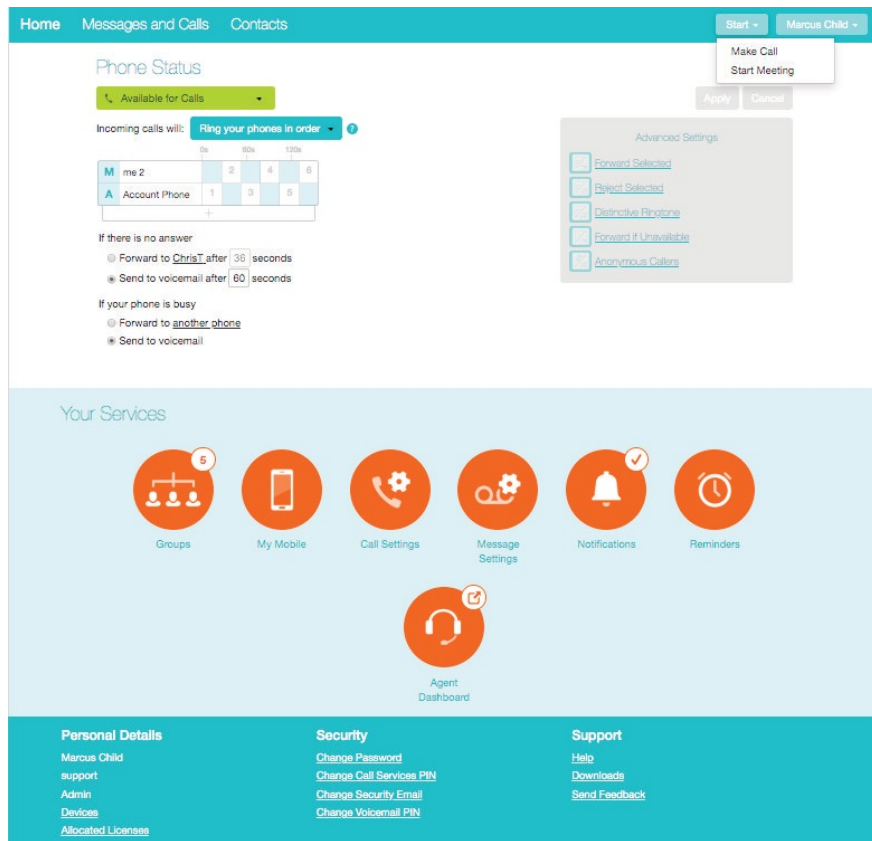 Home Messages and Calls Contacts Start Marcus Child
Make Call
Start Meeting
Phone Status
Available for Calls
Apply Cancel
Incoming calls will: Ring your phones in order ?
0s 60s 120s
M me 2 2 4 6
A Account Phone 1 3 5
+
If there is no answer
Forward to ChrisT after 36 seconds
Send to voicemail after 60 seconds
If your phone is busy
Forward to another phone
Send to voicemail
Advanced Settings
Forward Selected
Reject Selected
Distinctive Ringtone
Forward if Unavailable
Anonymous Callers
Your Services
5
Groups My Mobile Call Settings Message Settings Notifications Reminders
Agent
Dashboard
Personal Details
Marcus Child
support
Admin
Devices
Allocated Licenses
Security
Change Password
Change Call Services PIN
Change Security Email
Change Voicemail PIN
Support
Help
Downloads
Send Feedback